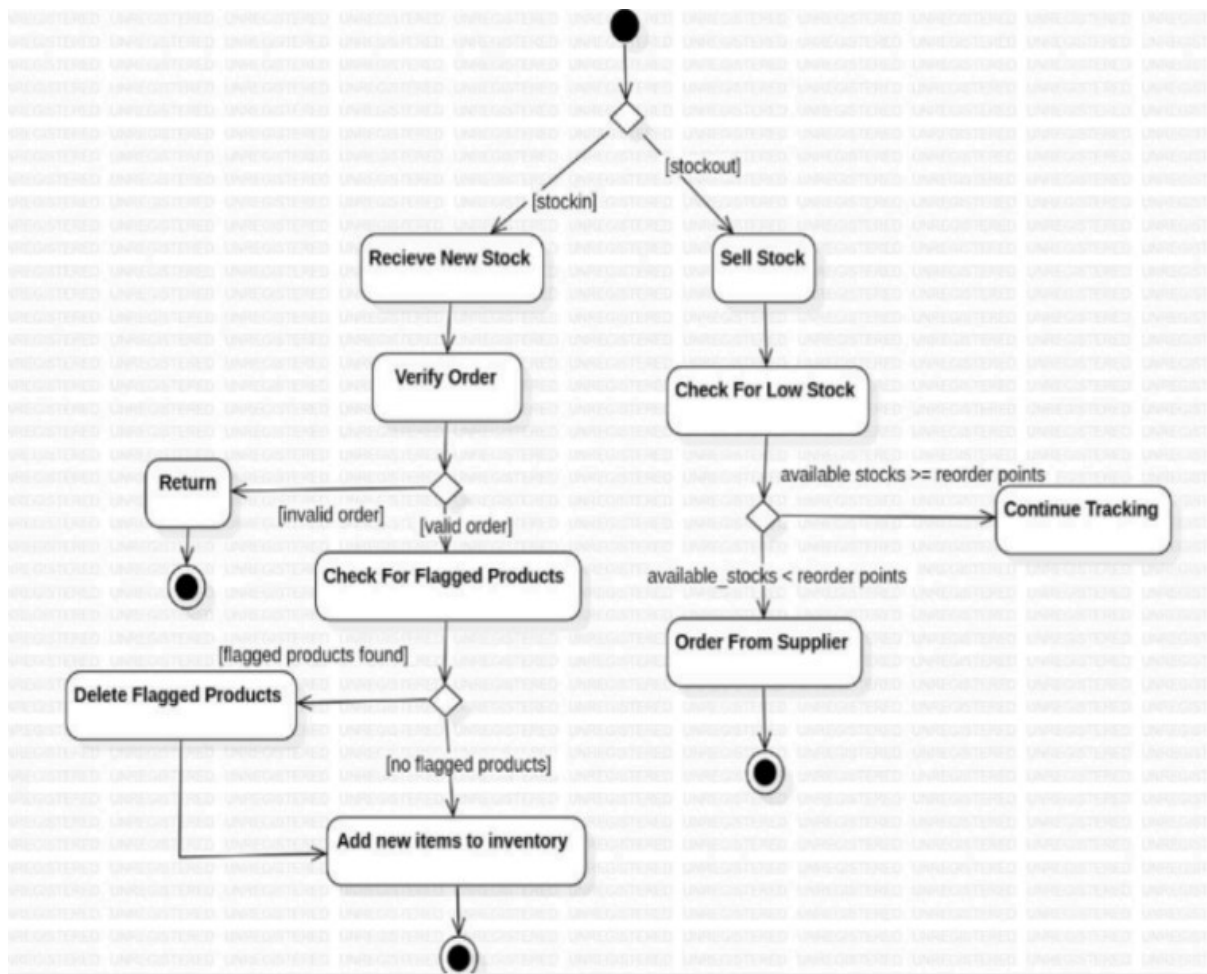 [stockout]
[stockin]
Recieve New Stock
Sell Stock
Verify Order
Check For Low Stock
available stocks >= reorder points
Return
Continue Tracking
[invalid order]
[valid order]
Check For Flagged Products
available_stocks < reorder points
Order From Supplier
[flagged products found]
Delete Flagged Products
[no flagged products]
Add new items to inventory
UNREGISTERED